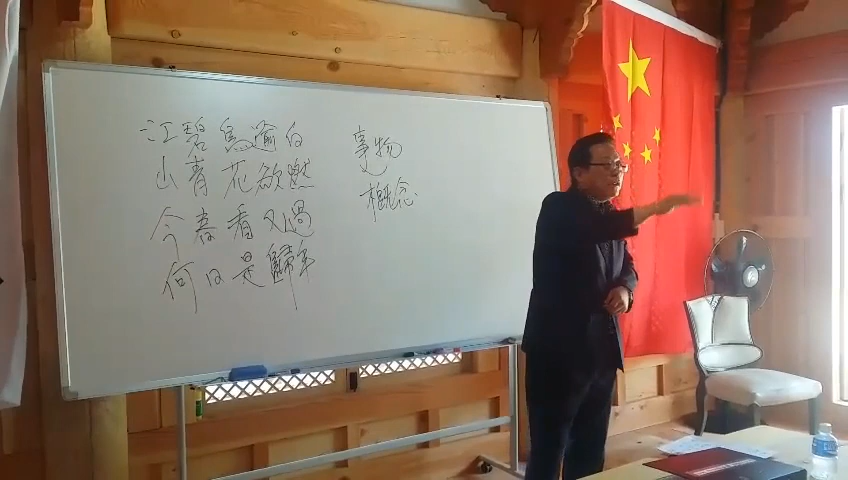 江碧鳥逾白
山青花欲燃
今春看又過
何日是歸年
事物
概念